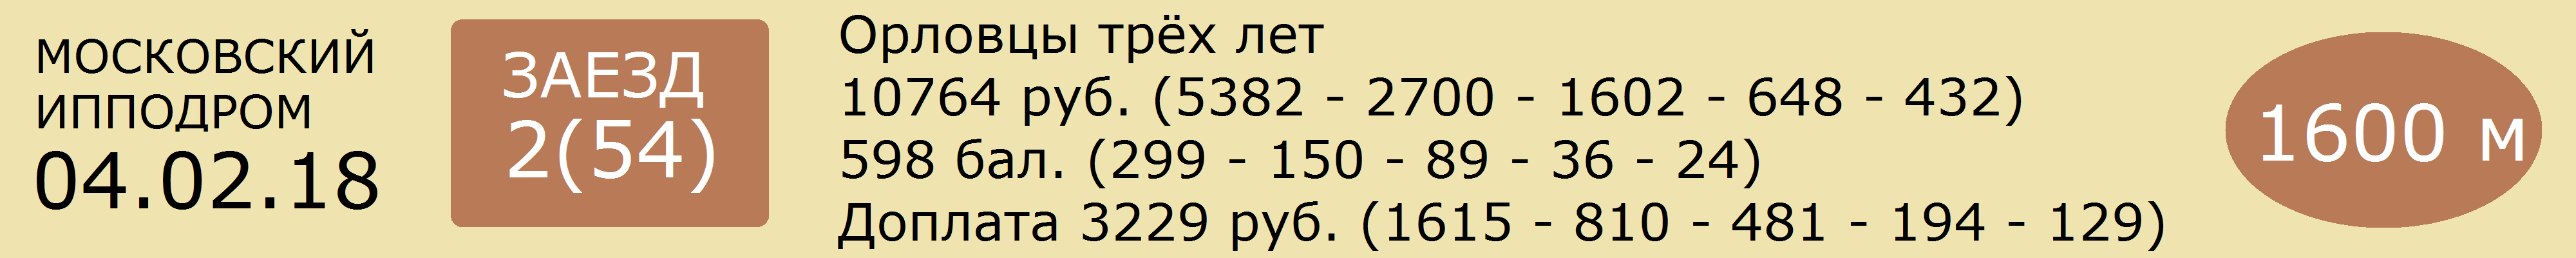 МОСКОВСКИЙ
ИППОДРОМ
04.02.18
ЗАЕЗД
2(54)
Орловцы трёх лет
10764 руб. (5382 - 2700 - 1602 - 648 - 432)
598 бал. (299 - 150 - 89 - 36 - 24)
Доплата 3229 руб. (1615 - 810 - 481 - 194 - 129)
1600 м